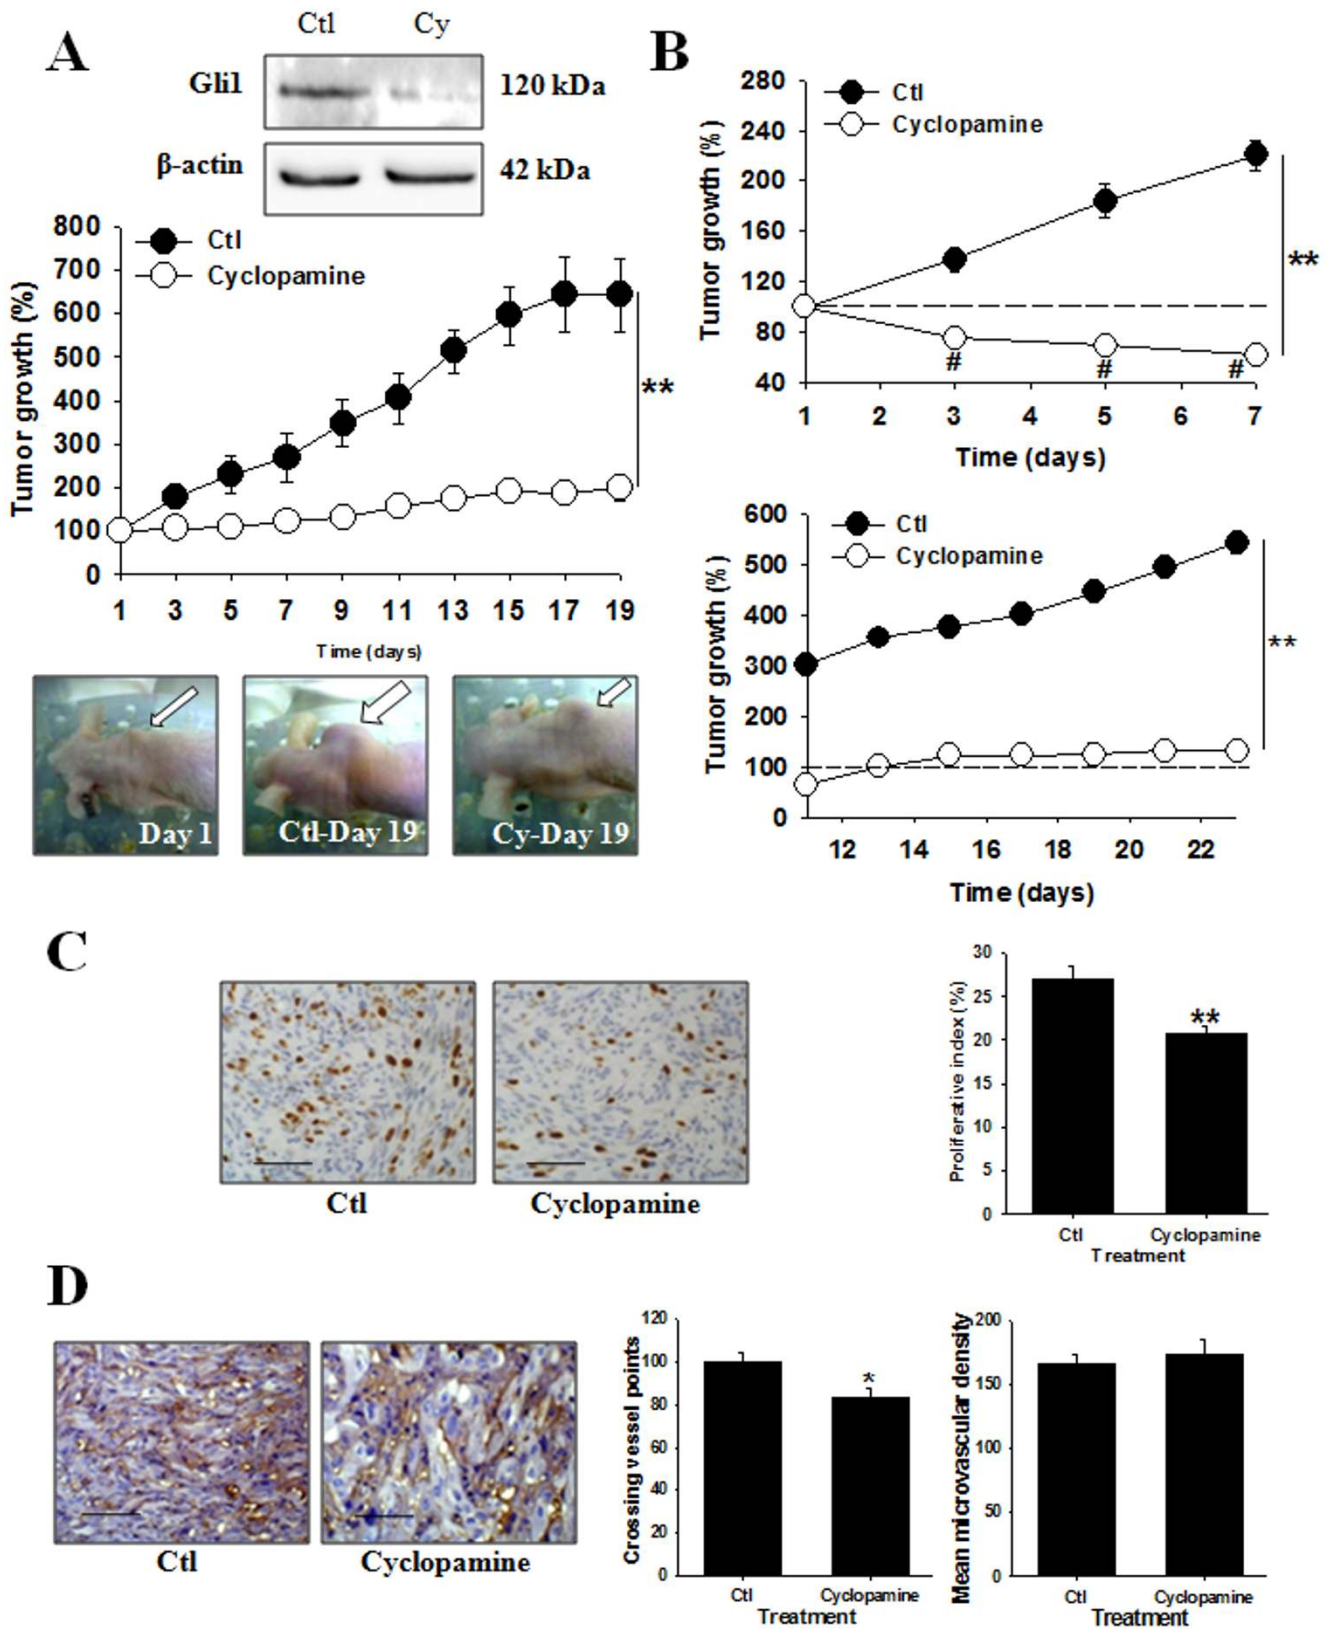 A
Ctl Cy
Gli1 120 kDa
β-actin 42 kDa
800
700
600
500
400
300
200
100
0
Tumor growth (%)
Ctl
Cyclopamine
**
1 3 5 7 9 11 13 15 17 19
Time (days)
Day 1
Ctl-Day 19
Cy-Day 19
B
280
240
200
160
120
80
40
Tumor growth (%)
Ctl
Cyclopamine
**
# # #
1 2 3 4 5 6 7
Time (days)
600
500
400
300
200
100
0
Tumor growth (%)
Ctl
Cyclopamine
**
12 14 16 18 20 22
Time (days)
C
Ctl
Cyclopamine
30
25
20
15
10
5
0
Proliferative index (%)
**
Ctl Cyclopamine
Treatment
D
Ctl
Cyclopamine
120
100
80
60
40
20
0
Crossing vessel points
*
Ctl Cyclopamine
Treatment
200
150
100
50
0
Mean microvascular density
Ctl Cyclopamine
Treatment